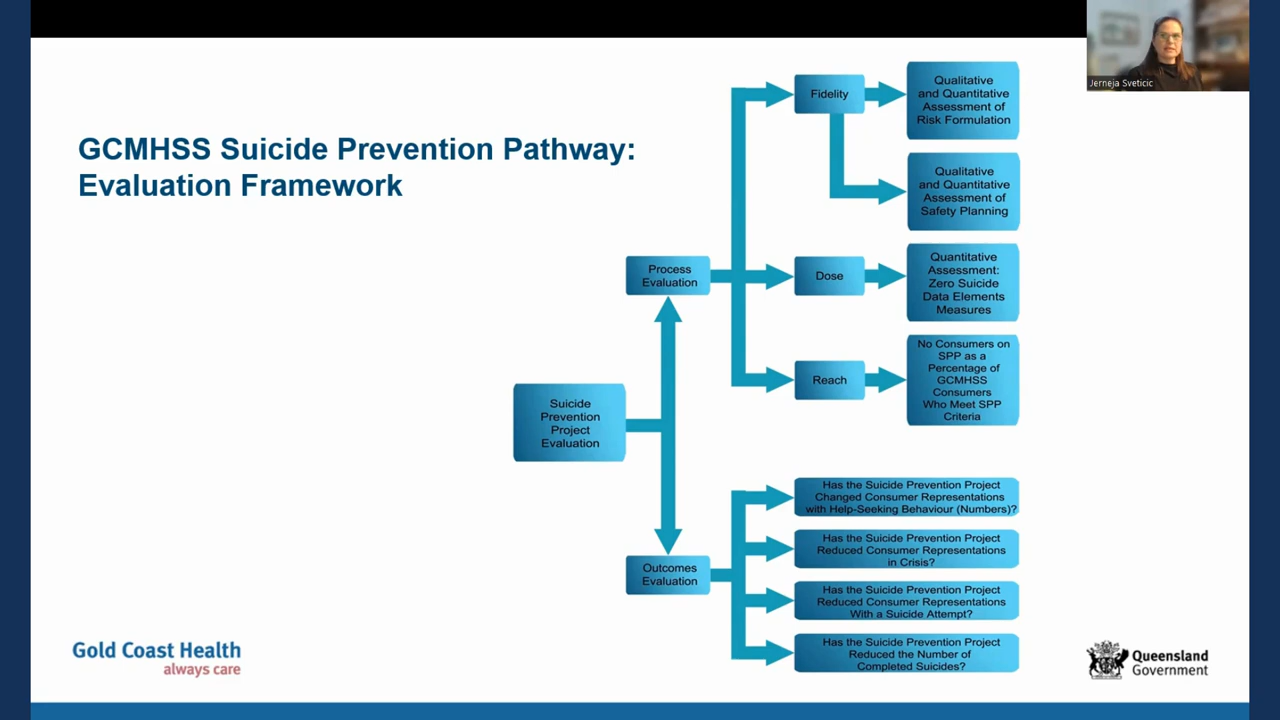 Jerneja Sveticic
GCMHSS Suicide Prevention Pathway:
Evaluation Framework
Fidelity
Qualitative
and Quantitative
Assessment of
Risk Formulation
Qualitative
and Quantitative
Assessment of
Safety Planning
Process
Evaluation
Dose
Quantitative
Assessment:
Zero Suicide
Data Elements
Measures
Reach
No Consumers on
SPP as a
Percentage of
GCMHSS
Consumers
Who Meet SPP
Criteria
Suicide
Prevention
Project
Evaluation
Outcomes
Evaluation
Has the Suicide Prevention Project
Changed Consumer Representations
with Help-Seeking Behaviour (Numbers)?
Has the Suicide Prevention Project
Reduced Consumer Representations
in Crisis?
Has the Suicide Prevention Project
Reduced Consumer Representations
With a Suicide Attempt?
Has the Suicide Prevention Project
Reduced the Number of
Completed Suicides?
Gold Coast Health
always care
Queensland
Government